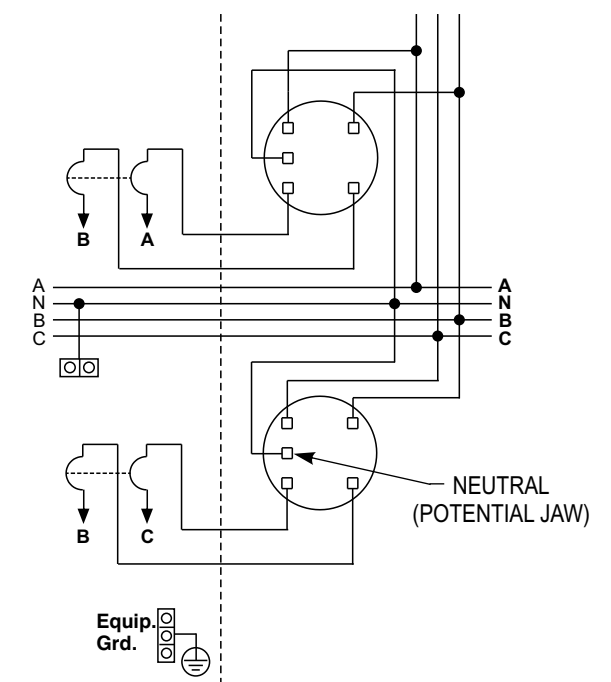 B A
A A
N N
B B
C C
NEUTRAL
(POTENTIAL JAW)
B C
Equip.
Grd.